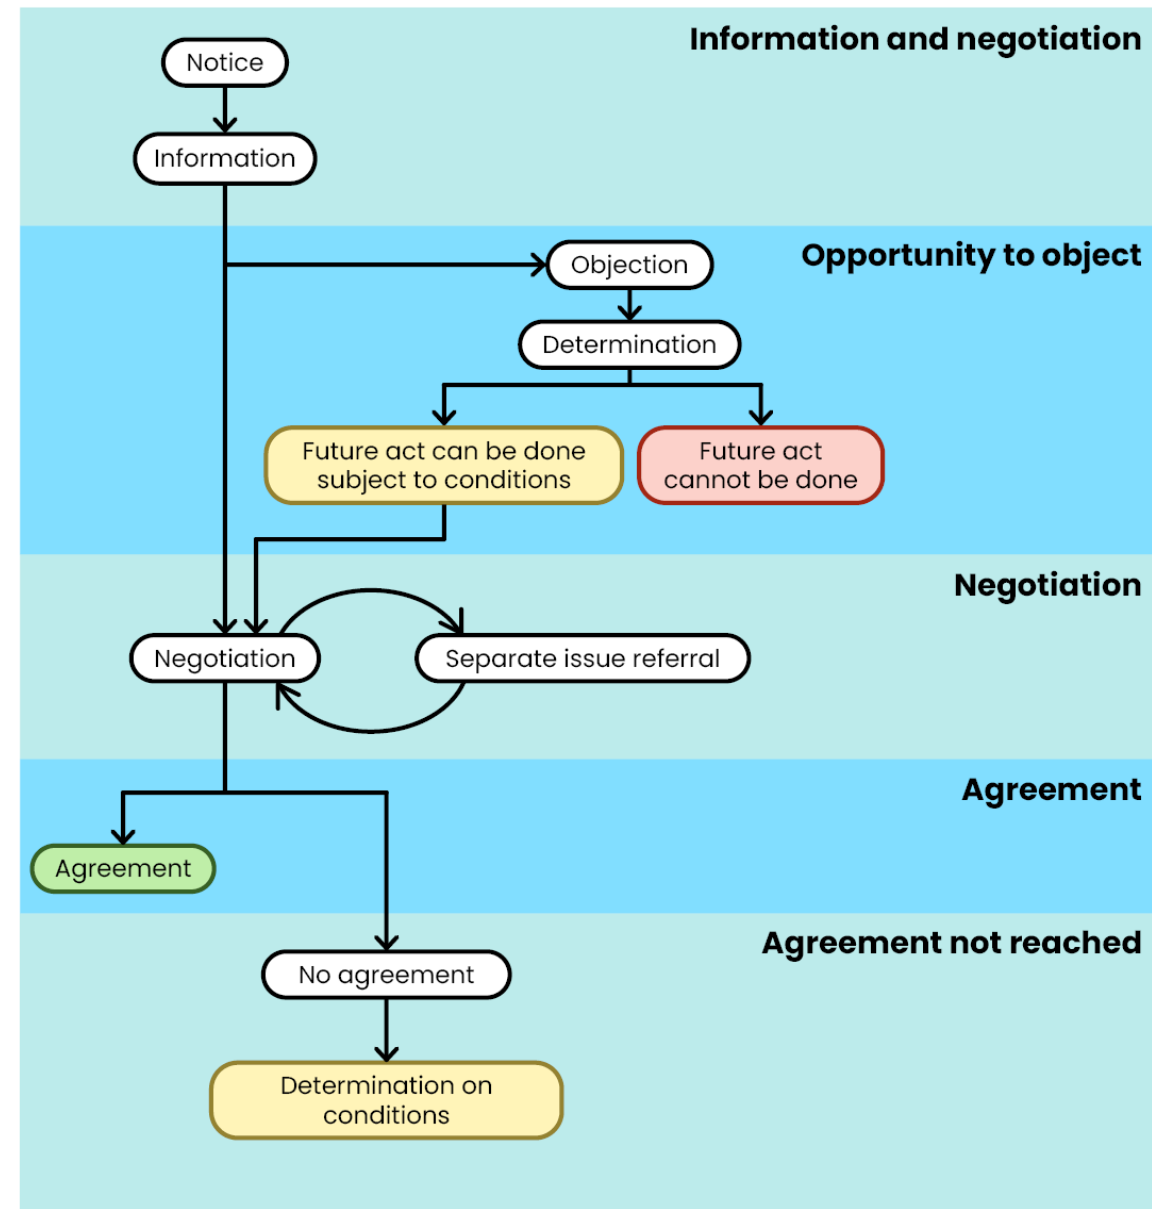 Information and negotiation
Notice
Information
Opportunity to object
Objection
Determination
Future act can be done
subject to conditions
Future act
cannot be done
Negotiation
Negotiation
Separate issue referral
Agreement
Agreement
Agreement not reached
No agreement
Determination on
conditions